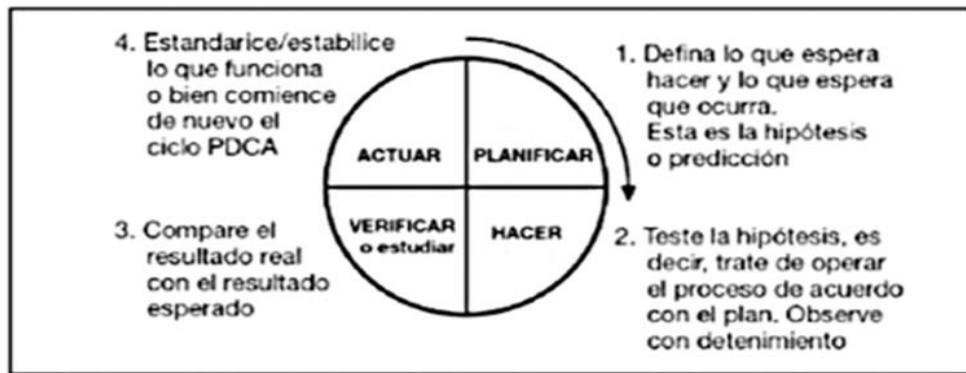 4. Estandarice/estabilice
lo que funciona
o bien comience
de nuevo el
ciclo PDCA
1. Defina lo que espera
hacer y lo que espera
que ocurra.
Esta es la hipótesis
o predicción
ACTUAR
PLANIFICAR
VERIFICAR
o estudiar
HACER
3. Compare el
resultado real
con el resultado
esperado
2. Teste la hipótesis, es
decir, trate de operar
el proceso de acuerdo
con el plan. Observe
con detenimiento